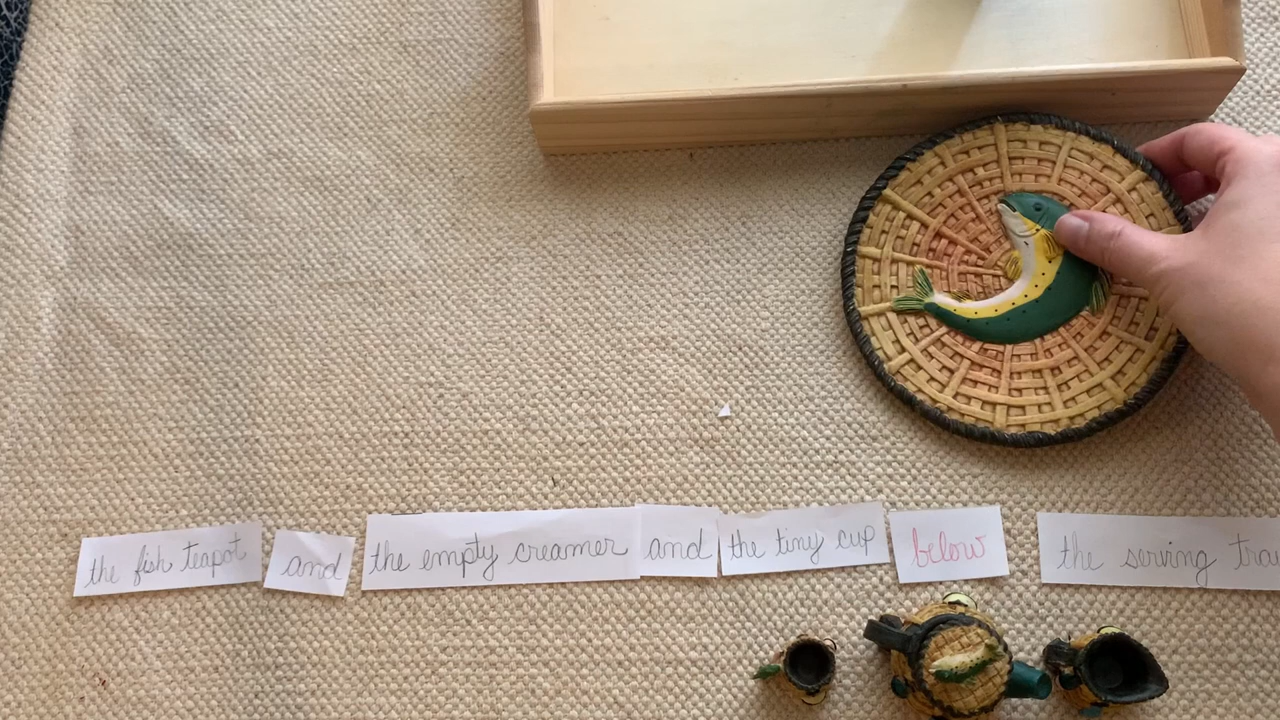 the fish teapot and the empty creamer and the tiny cup below the serving